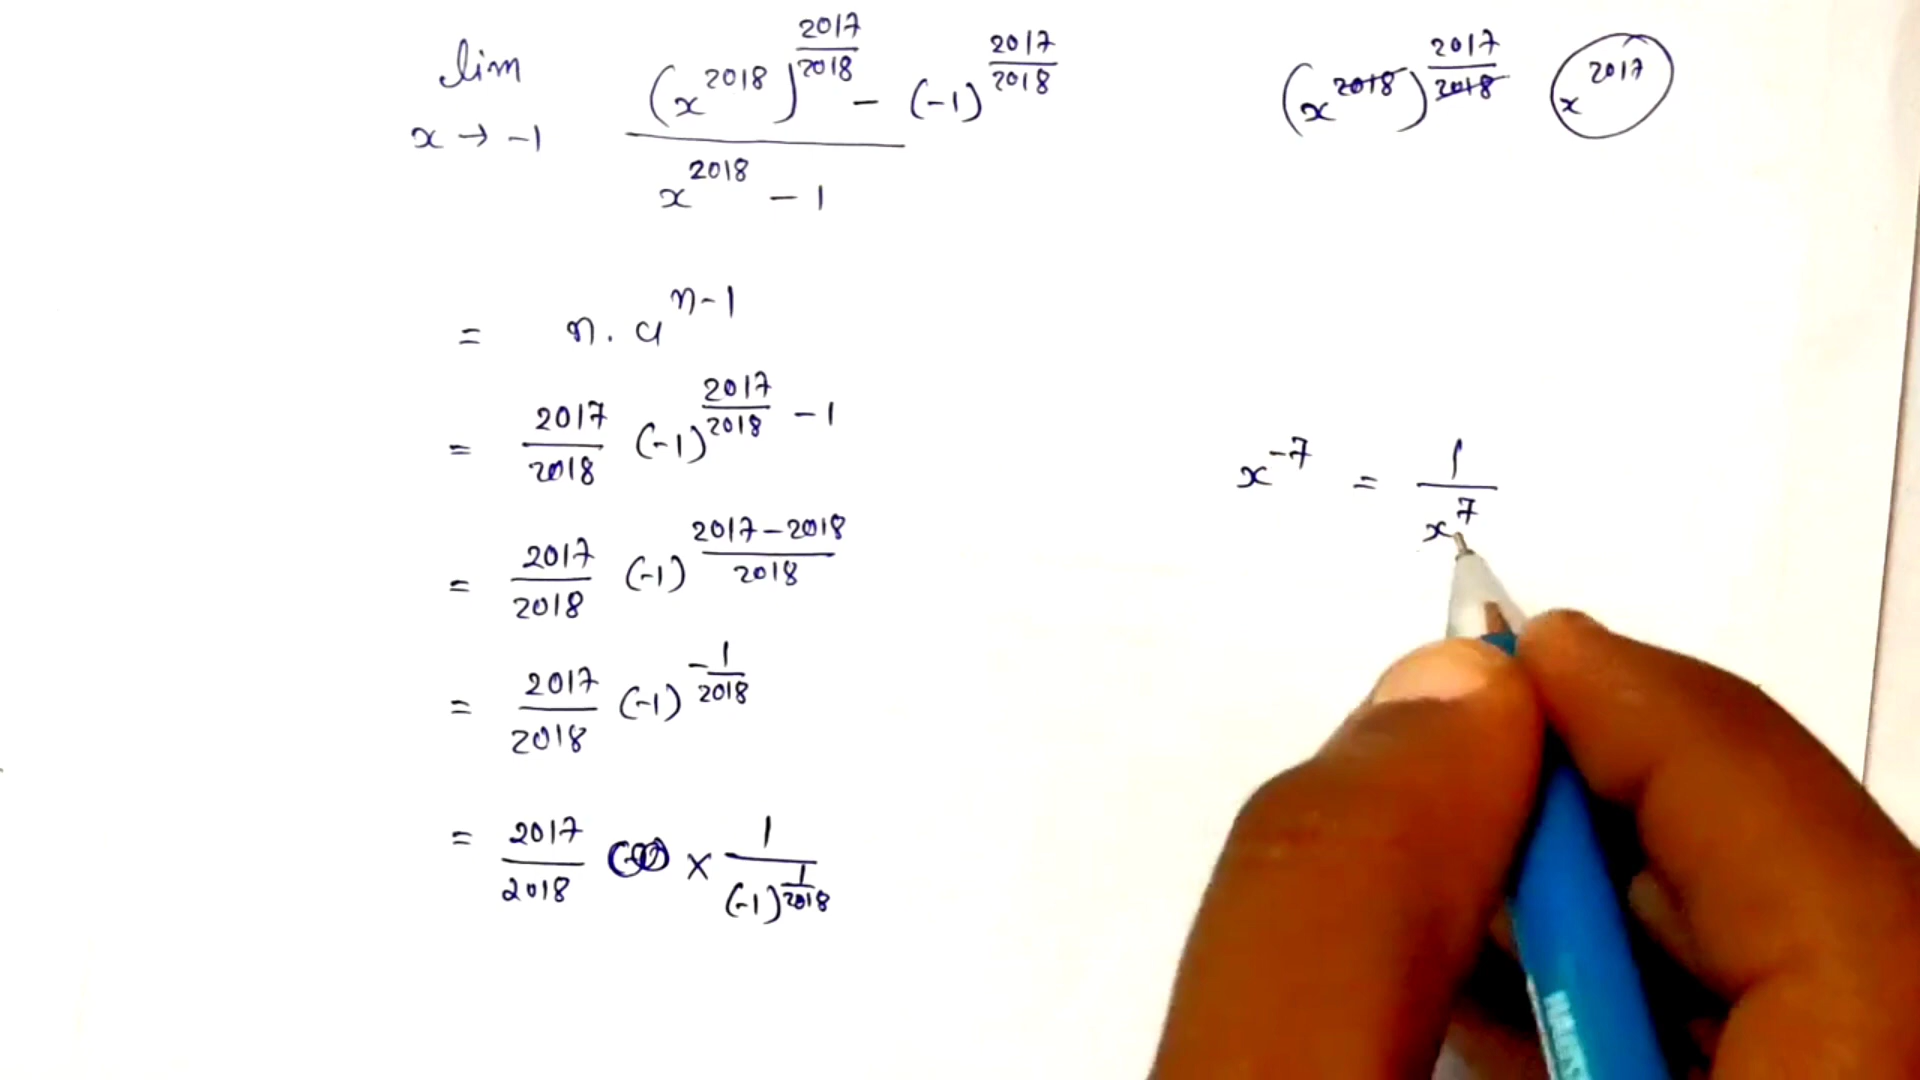 lim x → -1 ((x^2018)^(2017/2018) - (-1)^(2017/2018)) / (x^2018 - 1)
(x^2018)^(2017/2018) x^2017
= n. a^(n-1)
= 2017/2018 (-1)^(2017/2018 - 1)
x^-7 = 1/x^7
= 2017/2018 (-1)^((2017-2018)/2018)
= 2017/2018 (-1)^(-1/2018)
= 2017/2018 × 1/(-1)^(1/2018)